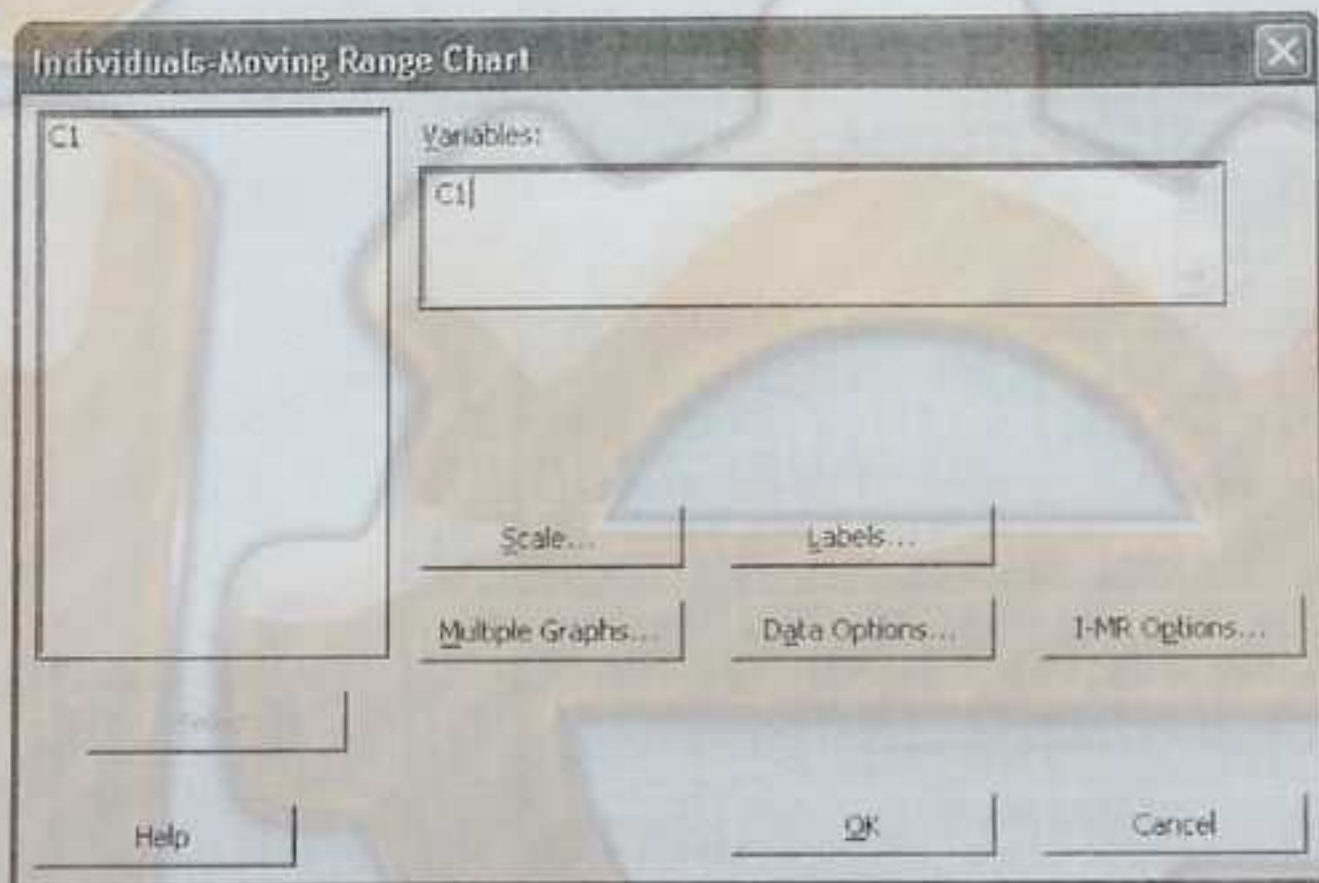 Individuals-Moving Range Chart
C1
Variables:
C1
Scale...
Labels...
Multiple Graphs...
Data Options...
I-MR Options...
Help
OK
Cancel